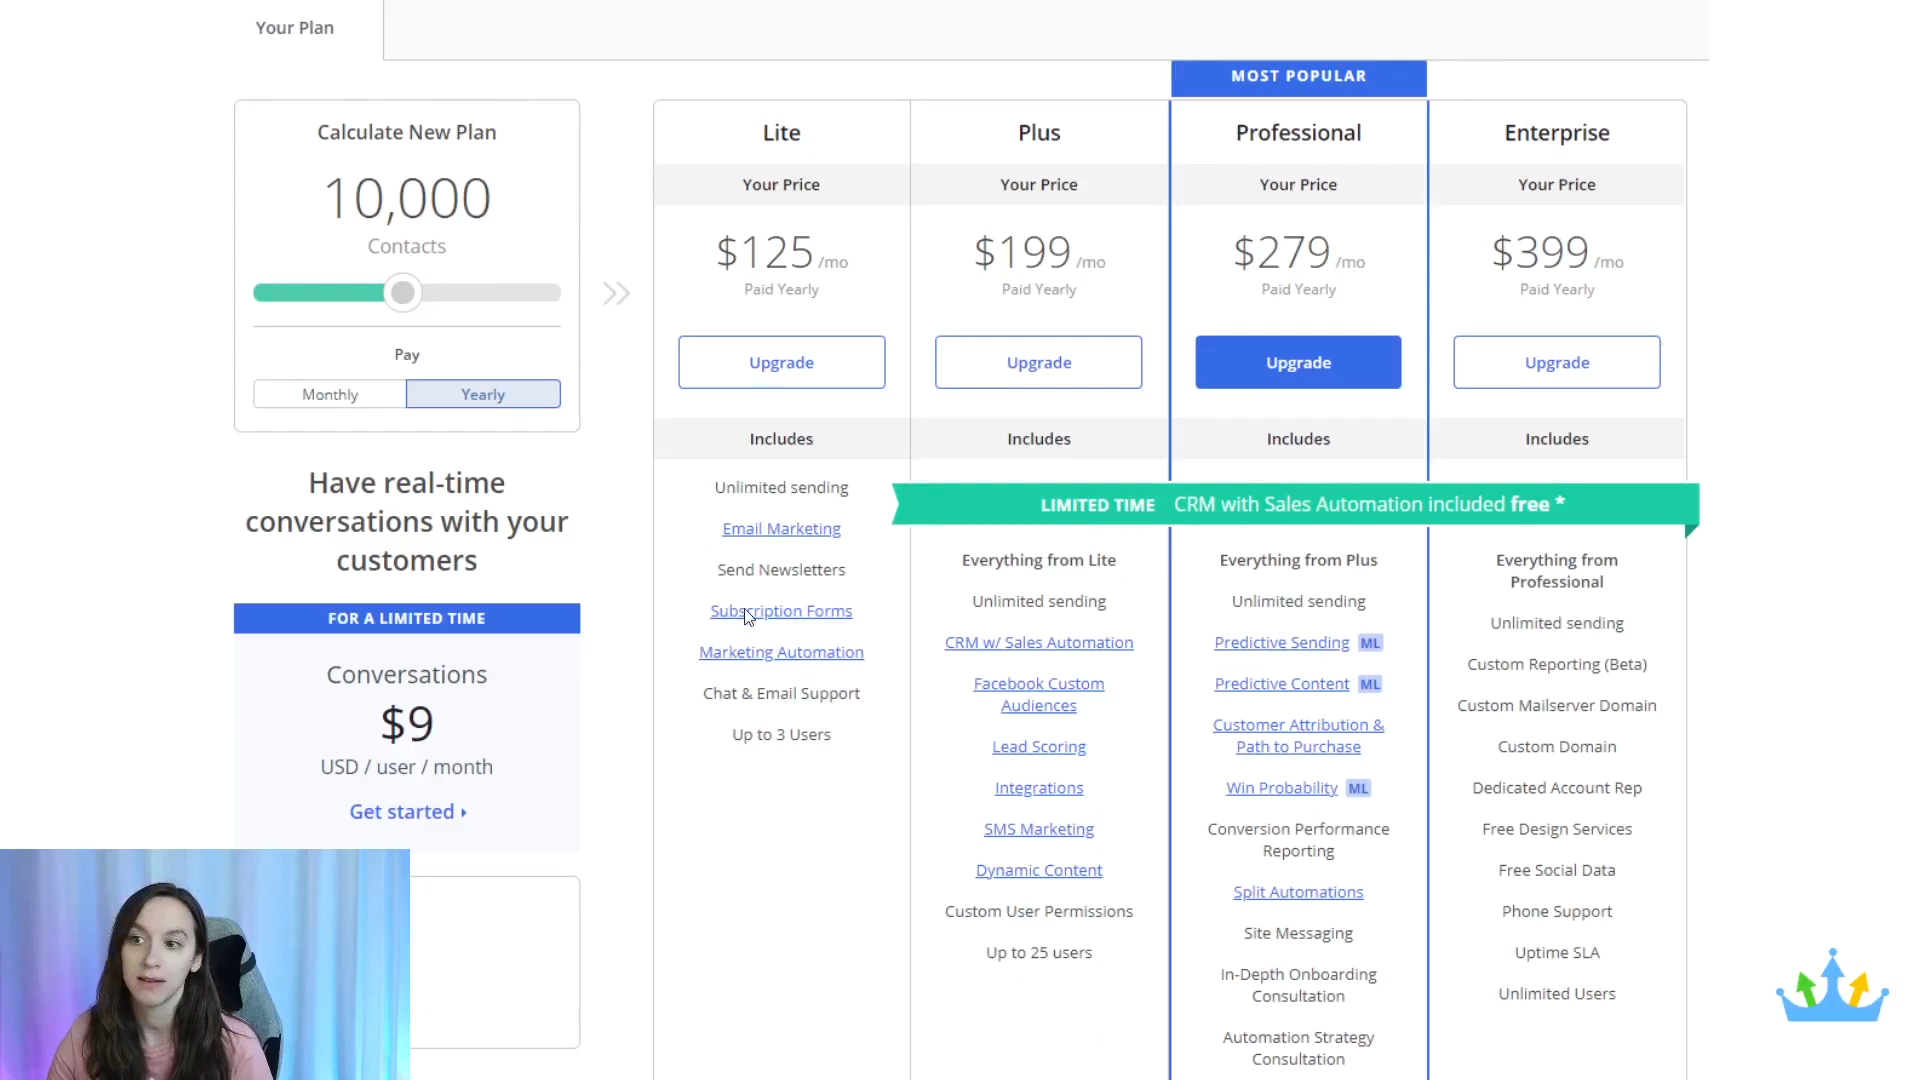 Your Plan
Calculate New Plan
10,000
Contacts
Pay
Monthly Yearly
Have real-time
conversations with your
customers
FOR A LIMITED TIME
Conversations
$9
USD / user / month
Get started
MOST POPULAR
Lite
Your Price
$125 /mo
Paid Yearly
Upgrade
Includes
Unlimited sending
Email Marketing
Send Newsletters
Subscription Forms
Marketing Automation
Chat & Email Support
Up to 3 Users
Plus
Your Price
$199 /mo
Paid Yearly
Upgrade
Includes
LIMITED TIME CRM with Sales Automation included free *
Everything from Lite
Unlimited sending
CRM w/ Sales Automation
Facebook Custom
Audiences
Lead Scoring
Integrations
SMS Marketing
Dynamic Content
Custom User Permissions
Up to 25 users
Professional
Your Price
$279 /mo
Paid Yearly
Upgrade
Includes
Everything from Plus
Unlimited sending
Predictive Sending ML
Predictive Content ML
Customer Attribution &
Path to Purchase
Win Probability ML
Conversion Performance
Reporting
Split Automations
Site Messaging
In-Depth Onboarding
Consultation
Automation Strategy
Consultation
Enterprise
Your Price
$399 /mo
Paid Yearly
Upgrade
Includes
Everything from
Professional
Unlimited sending
Custom Reporting (Beta)
Custom Mailserver Domain
Custom Domain
Dedicated Account Rep
Free Design Services
Free Social Data
Phone Support
Uptime SLA
Unlimited Users